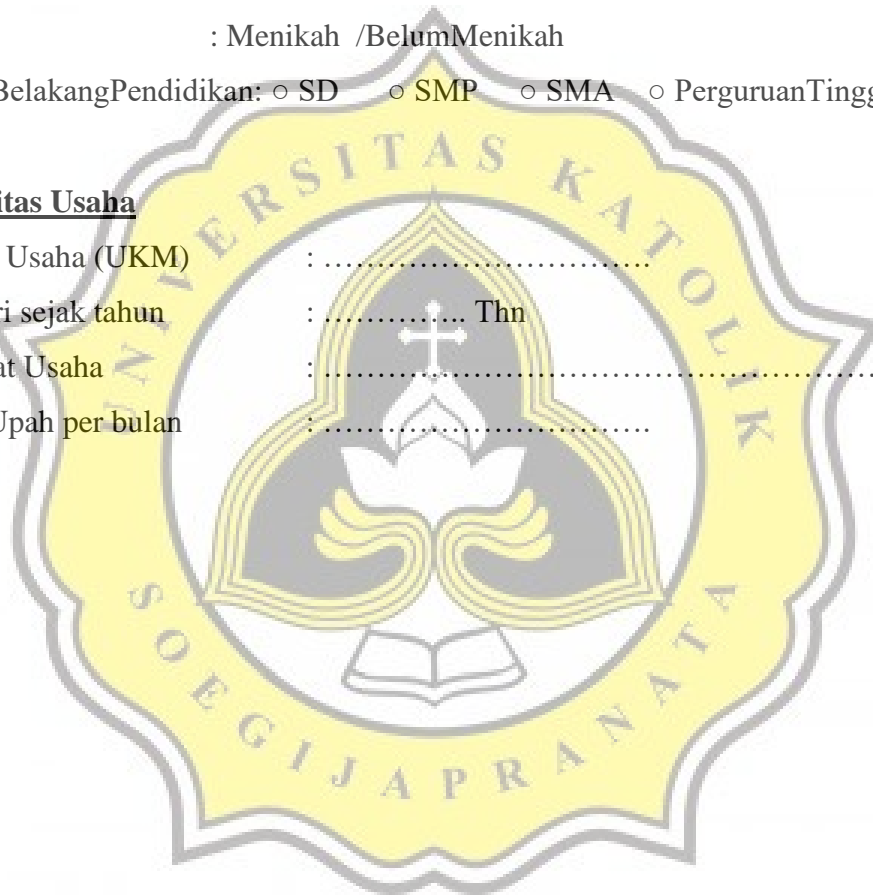 : Menikah /BelumMenikah
BelakangPendidikan: ○ SD ○ SMP ○ SMA ○ PerguruanTingg
itas Usaha
Usaha (UKM) : …………………………….
ri sejak tahun : ………….. Thn
at Usaha : …………………………………………………
Upah per bulan : …………………………….
UNIVERSITAS KATOLIK
SOEGIJAPRANATA